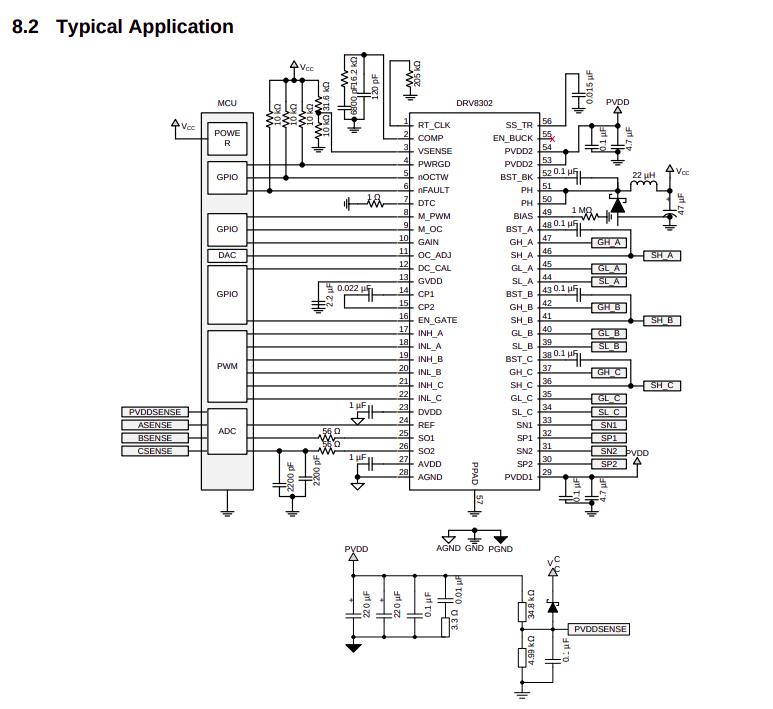 8.2 Typical Application
VCC
MCU
DRV8302
10 kΩ
10 kΩ
10 kΩ
31.6 kΩ
10 kΩ
16.2 kΩ
6800 pF
120 pF
205 kΩ
0.015 µF
PVDD
0.1 µF
4.7 µF
VCC
POWE
R
GPIO
GPIO
DAC
GPIO
PWM
ADC
1 RT_CLK
2 COMP
3 VSENSE
4 PWRGD
5 nOCTW
6 nFAULT
1 Ω
7 DTC
8 M_PWM
9 M_OC
10 GAIN
11 OC_ADJ
12 DC_CAL
13 GVDD
2.2 µF
0.022 µF
14 CP1
15 CP2
16 EN_GATE
17 INH_A
18 INL_A
19 INH_B
20 INL_B
21 INH_C
22 INL_C
1 µF
23 DVDD
24 REF
56 Ω
25 SO1
56 Ω
26 SO2
1 µF
27 AVDD
28 AGND
PPAD
57
SS_TR 56
EN_BUCK 55
PVDD2 54
PVDD2 53
BST_BK 52 0.1 µF
PH 51
PH 50
22 µH
VCC
47 µF
BIAS 49 1 MΩ
BST_A 48 0.1 µF
GH_A 47 GH_A
SH_A 46 SH_A
GL_A 45 GL_A
SL_A 44 SL_A
BST_B 43 0.1 µF
GH_B 42 GH_B
SH_B 41 SH_B
GL_B 40 GL_B
SL_B 39 SL_B
BST_C 38 0.1 µF
GH_C 37 GH_C
SH_C 36 SH_C
GL_C 35 GL_C
SL_C 34 SL_C
SN1 33 SN1
SP1 32 SP1
SN2 31 SN2
SP2 30 SP2
PVDD1 29
PVDD
0.1 µF
4.7 µF
PVDDSENSE
ASENSE
BSENSE
CSENSE
2200 pF
2200 pF
AGND GND PGND
PVDD
+
220 µF
+
220 µF
0.1 µF
0.01 µF
3.3 Ω
VCC
34.8 kΩ
4.99 kΩ
PVDDSENSE
0.1 µF